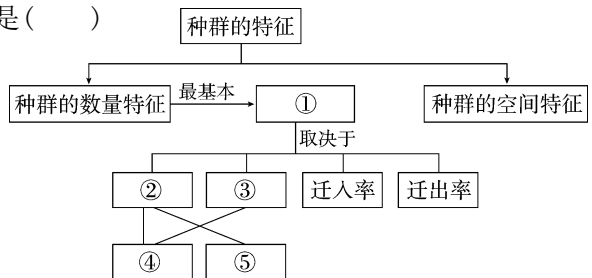 是(　　)
种群的特征
种群的数量特征
最基本
①
种群的空间特征
取决于
②
③
迁入率
迁出率
④
⑤